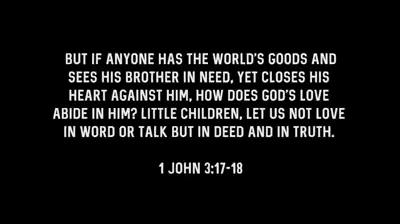 BUT IF ANYONE HAS THE WORLD'S GOODS AND
SEES HIS BROTHER IN NEED, YET CLOSES HIS
HEART AGAINST HIM, HOW DOES GOD'S LOVE
ABIDE IN HIM? LITTLE CHILDREN, LET US NOT LOVE
IN WORD OR TALK BUT IN DEED AND IN TRUTH.
1 JOHN 3:17-18